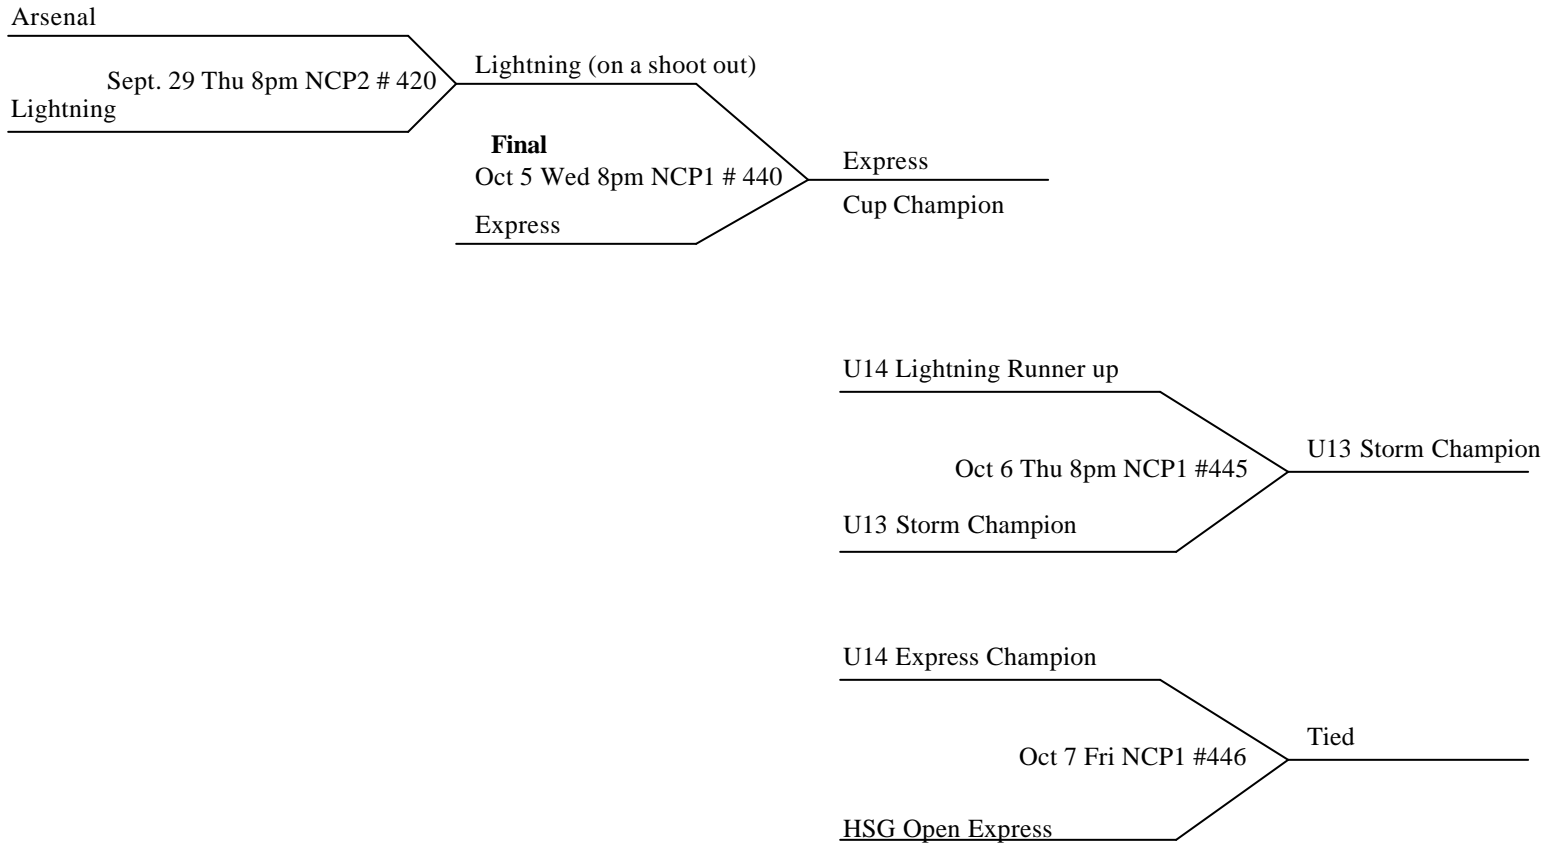 Arsenal
Sept. 29 Thu 8pm NCP2 # 420
Lightning
Lightning (on a shoot out)
Final
Oct 5 Wed 8pm NCP1 # 440
Express
Express
Cup Champion
U14 Lightning Runner up
Oct 6 Thu 8pm NCP1 #445
U13 Storm Champion
U13 Storm Champion
U14 Express Champion
Oct 7 Fri NCP1 #446
Tied
HSG Open Express